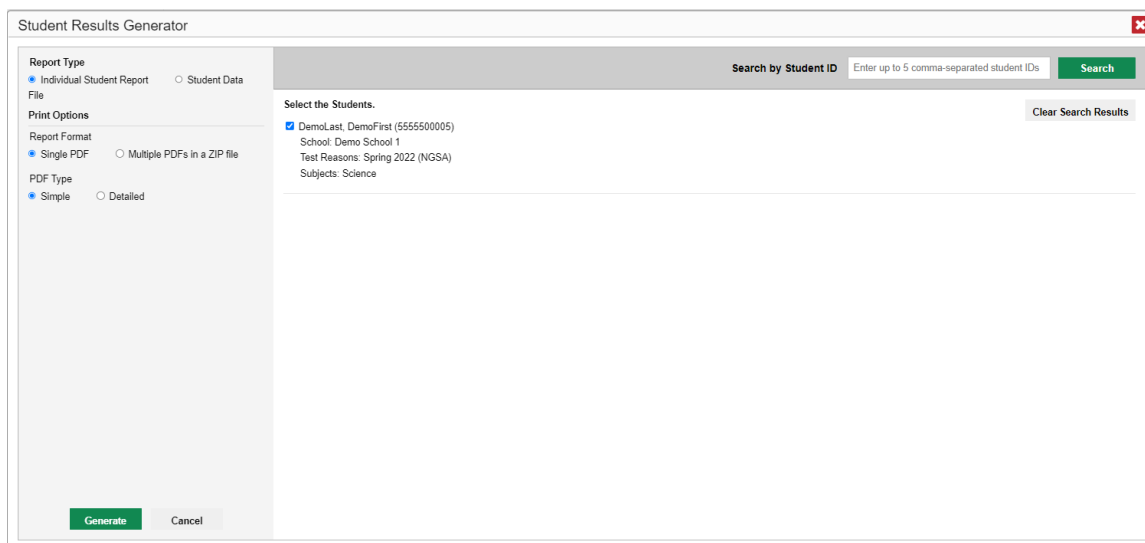 Student Results Generator
Report Type
Individual Student Report Student Data
File
Print Options
Report Format
Single PDF Multiple PDFs in a ZIP file
PDF Type
Simple Detailed
Generate Cancel
Search by Student ID Enter up to 5 comma-separated student IDs Search
Select the Students.
Clear Search Results
DemoLast, DemoFirst (5555500005)
School: Demo School 1
Test Reasons: Spring 2022 (NGSA)
Subjects: Science